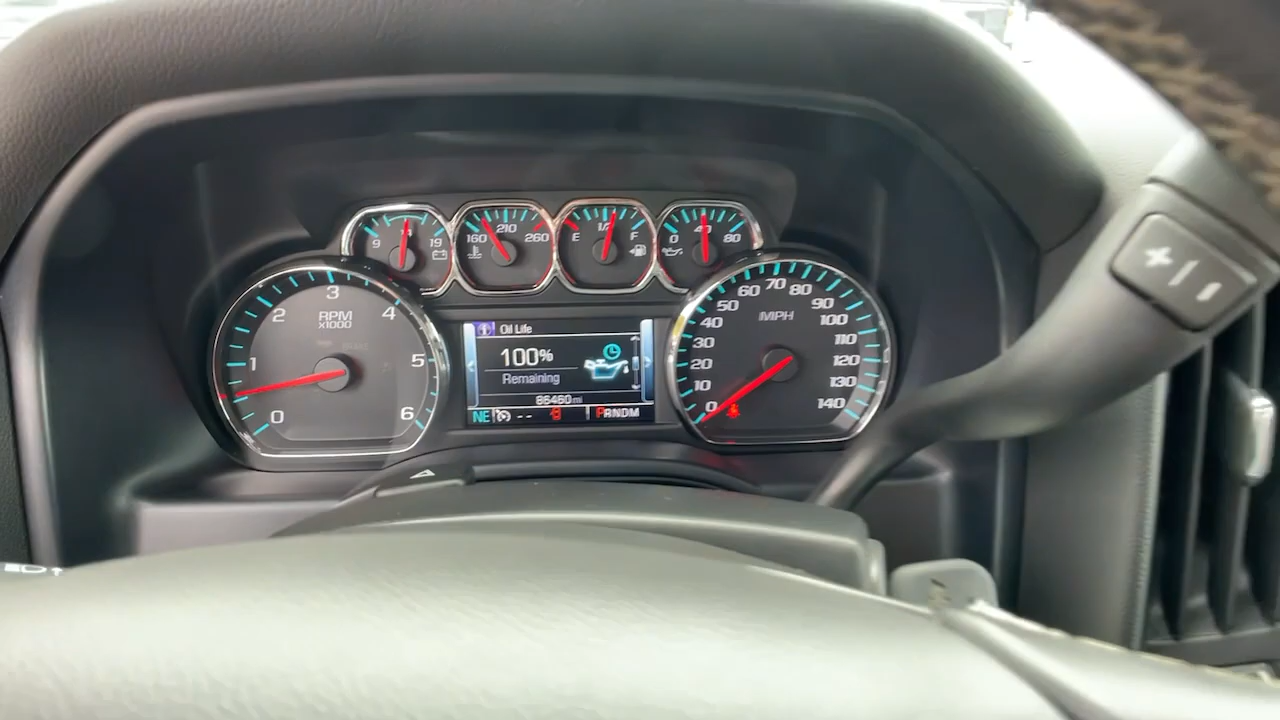 9 19
160 210 260
E 1/2 F
0 40 80
RPM
X1000
0 1 2 3 4 5 6
Oil Life
100%
Remaining
86460 mi
NE -- PRNDM
MPH
0 10 20 30 40 50 60 70 80 90 100 110 120 130 140
+ / -